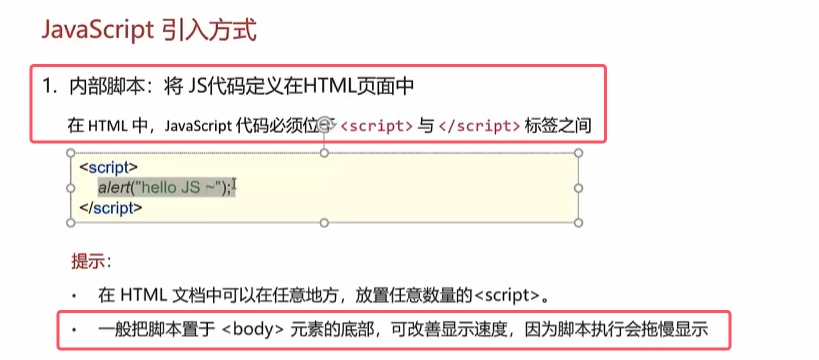 JavaScript 引入方式
1. 内部脚本：将 JS代码定义在HTML页面中
在 HTML 中，JavaScript 代码必须位于 <script> 与 </script> 标签之间
<script>
alert("hello JS ~");
</script>
提示：
· 在 HTML 文档中可以在任意地方，放置任意数量的<script>。
· 一般把脚本置于 <body> 元素的底部，可改善显示速度，因为脚本执行会拖慢显示